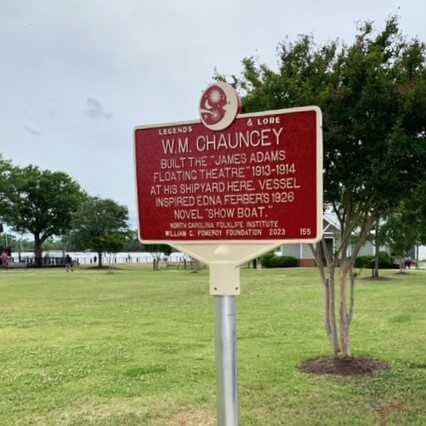 LEGENDS & LORE
W.M. CHAUNCEY
BUILT THE "JAMES ADAMS
FLOATING THEATRE" 1913-1914
AT HIS SHIPYARD HERE. VESSEL
INSPIRED EDNA FERBER'S 1926
NOVEL "SHOW BOAT."
NORTH CAROLINA FOLKLIFE INSTITUTE
WILLIAM G. POMEROY FOUNDATION 2023 155